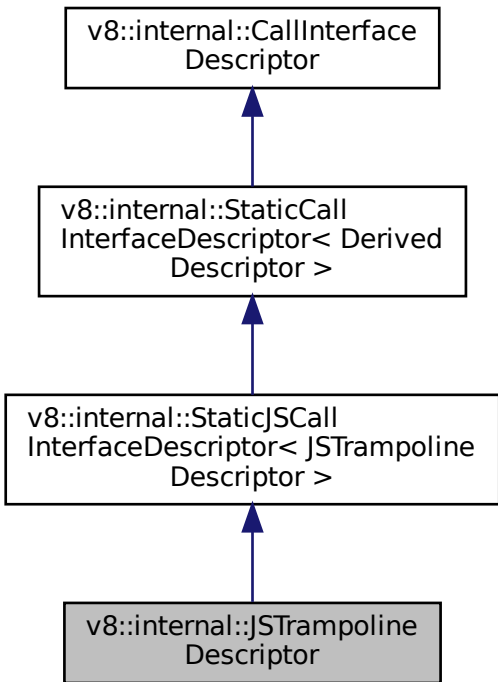 v8::internal::CallInterface
Descriptor
v8::internal::StaticCall
InterfaceDescriptor< Derived
Descriptor >
v8::internal::StaticJSCall
InterfaceDescriptor< JSTrampoline
Descriptor >
v8::internal::JSTrampoline
Descriptor